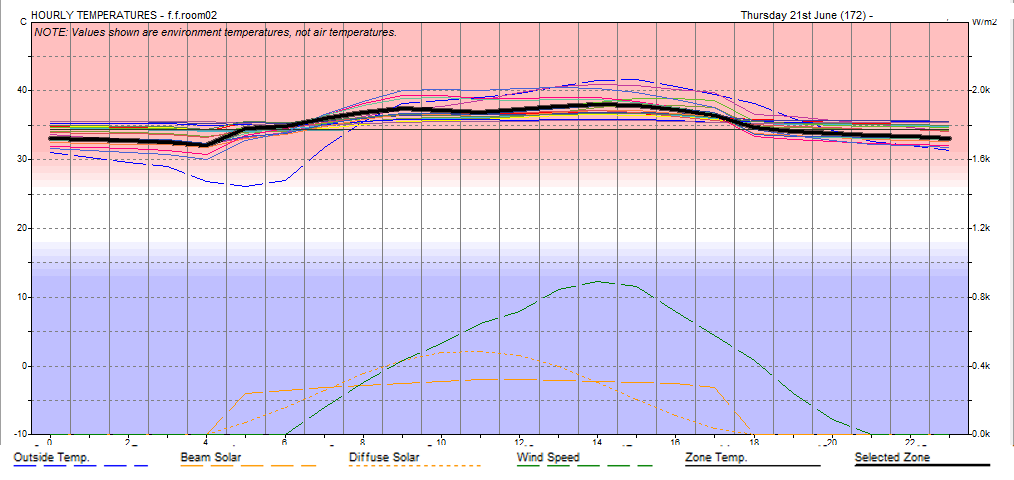 C HOURLY TEMPERATURES - f.f.room02 Thursday 21st June (172) - W/m2
NOTE: Values shown are environment temperatures, not air temperatures.
40 2.0k
30 1.6k
20 1.2k
10 0.8k
0 0.4k
-10 0.0k
0 2 4 6 8 10 12 14 16 18 20 22
Outside Temp. Beam Solar Diffuse Solar Wind Speed Zone Temp. Selected Zone